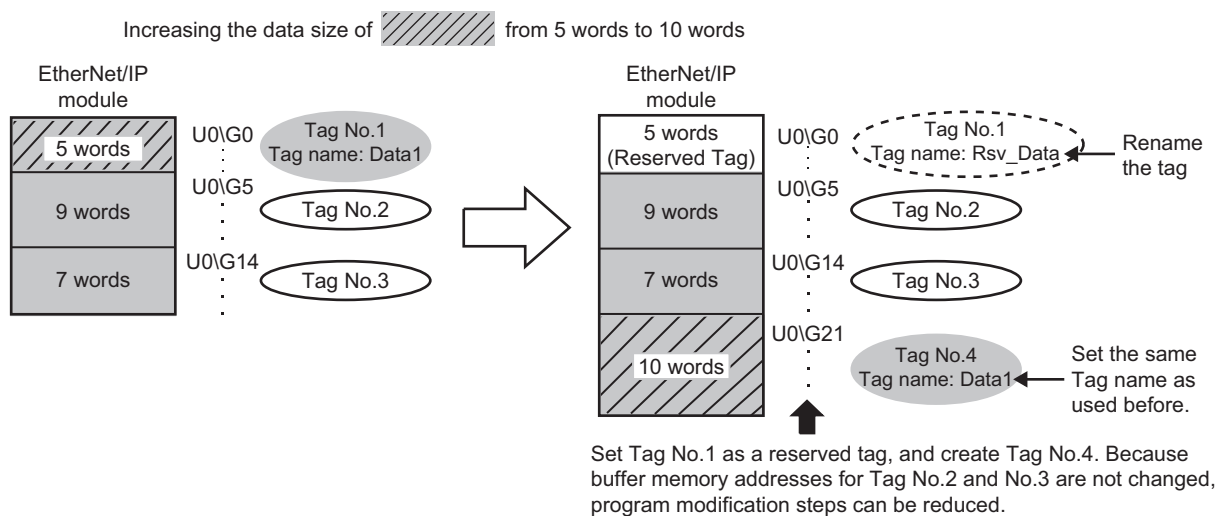 Increasing the data size of from 5 words to 10 words
EtherNet/IP
module
5 words
9 words
7 words
U0\G0
U0\G5
U0\G14
Tag No.1
Tag name: Data1
Tag No.2
Tag No.3
EtherNet/IP
module
5 words
(Reserved Tag)
9 words
7 words
10 words
U0\G0
U0\G5
U0\G14
U0\G21
Tag No.1
Tag name: Rsv_Data
Rename
the tag
Tag No.2
Tag No.3
Tag No.4
Tag name: Data1
Set the same
Tag name as
used before.
Set Tag No.1 as a reserved tag, and create Tag No.4. Because
buffer memory addresses for Tag No.2 and No.3 are not changed,
program modification steps can be reduced.